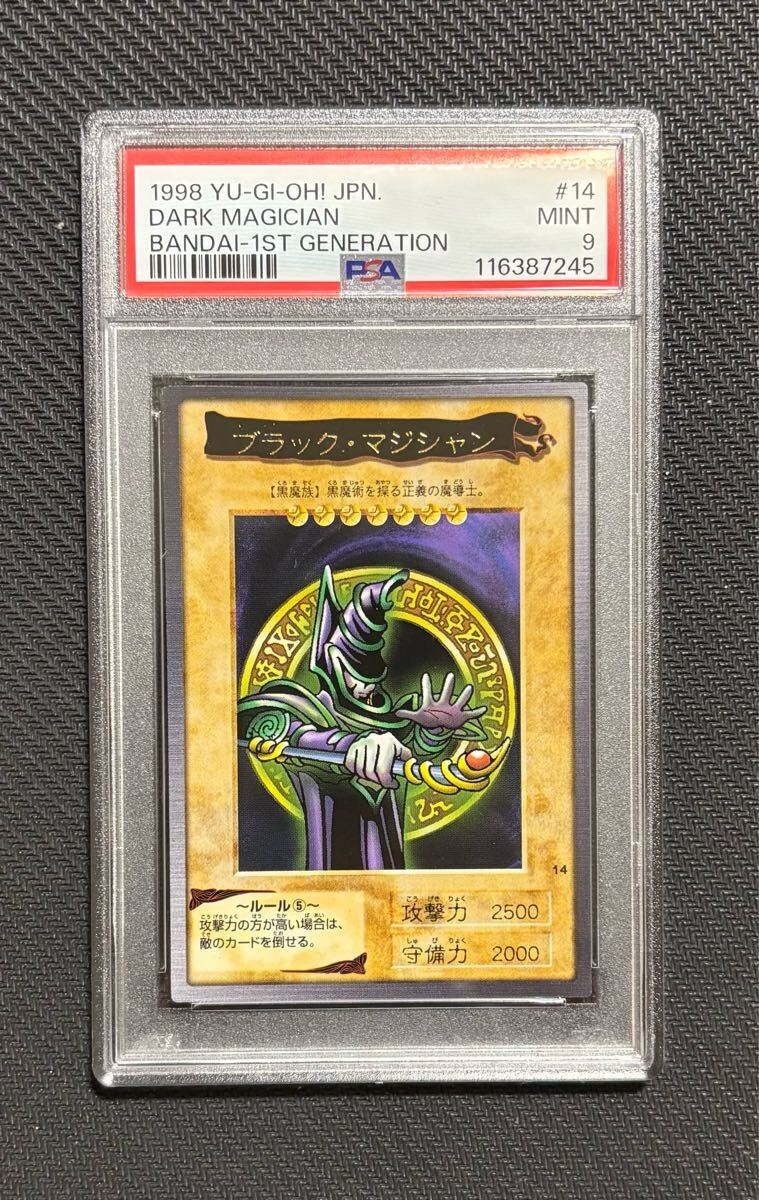 1998 YU-GI-OH! JPN. #14
DARK MAGICIAN MINT
BANDAI-1ST GENERATION 9
PSA 116387245
ブラック・マジシャン
【黒魔族】黒魔術を操る正義の魔導士。
14
～ルール⑤～
攻撃力の方が高い場合は、
敵のカードを倒せる。
攻撃力 2500
守備力 2000